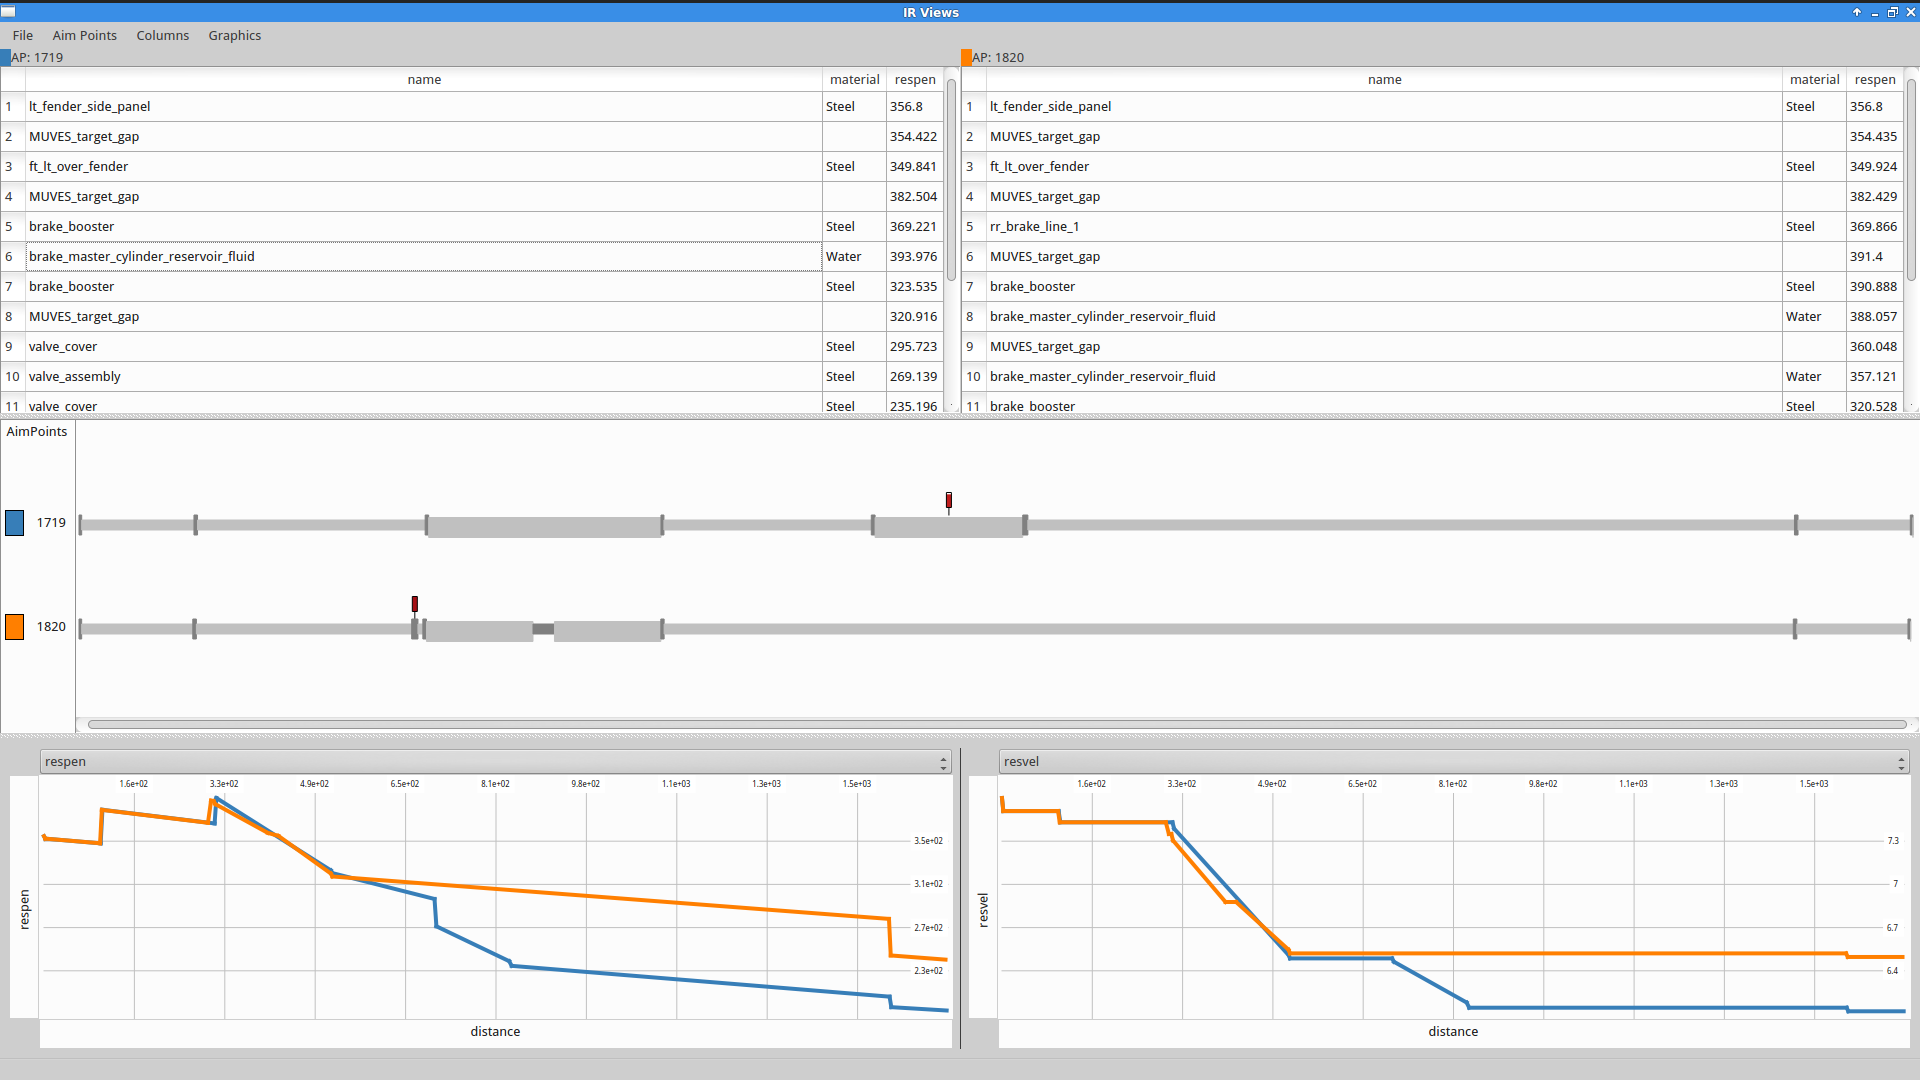 IR Views
File Aim Points Columns Graphics
AP: 1719
name material respen
1 lt_fender_side_panel Steel 356.8
2 MUVES_target_gap 354.422
3 ft_lt_over_fender Steel 349.841
4 MUVES_target_gap 382.504
5 brake_booster Steel 369.221
6 brake_master_cylinder_reservoir_fluid Water 393.976
7 brake_booster Steel 323.535
8 MUVES_target_gap 320.916
9 valve_cover Steel 295.723
10 valve_assembly Steel 269.139
11 valve_cover Steel 235.196
AP: 1820
name material respen
1 lt_fender_side_panel Steel 356.8
2 MUVES_target_gap 354.435
3 ft_lt_over_fender Steel 349.924
4 MUVES_target_gap 382.429
5 rr_brake_line_1 Steel 369.866
6 MUVES_target_gap 391.4
7 brake_booster Steel 390.888
8 brake_master_cylinder_reservoir_fluid Water 388.057
9 MUVES_target_gap 360.048
10 brake_master_cylinder_reservoir_fluid Water 357.121
11 brake_booster Steel 320.528
AimPoints
1719
1820
respen
1.6e+02 3.3e+02 4.9e+02 6.5e+02 8.1e+02 9.8e+02 1.1e+03 1.3e+03 1.5e+03
3.5e+02
3.1e+02
2.7e+02
2.3e+02
respen
distance
resvel
1.6e+02 3.3e+02 4.9e+02 6.5e+02 8.1e+02 9.8e+02 1.1e+03 1.3e+03 1.5e+03
7.3
7
6.7
6.4
resvel
distance